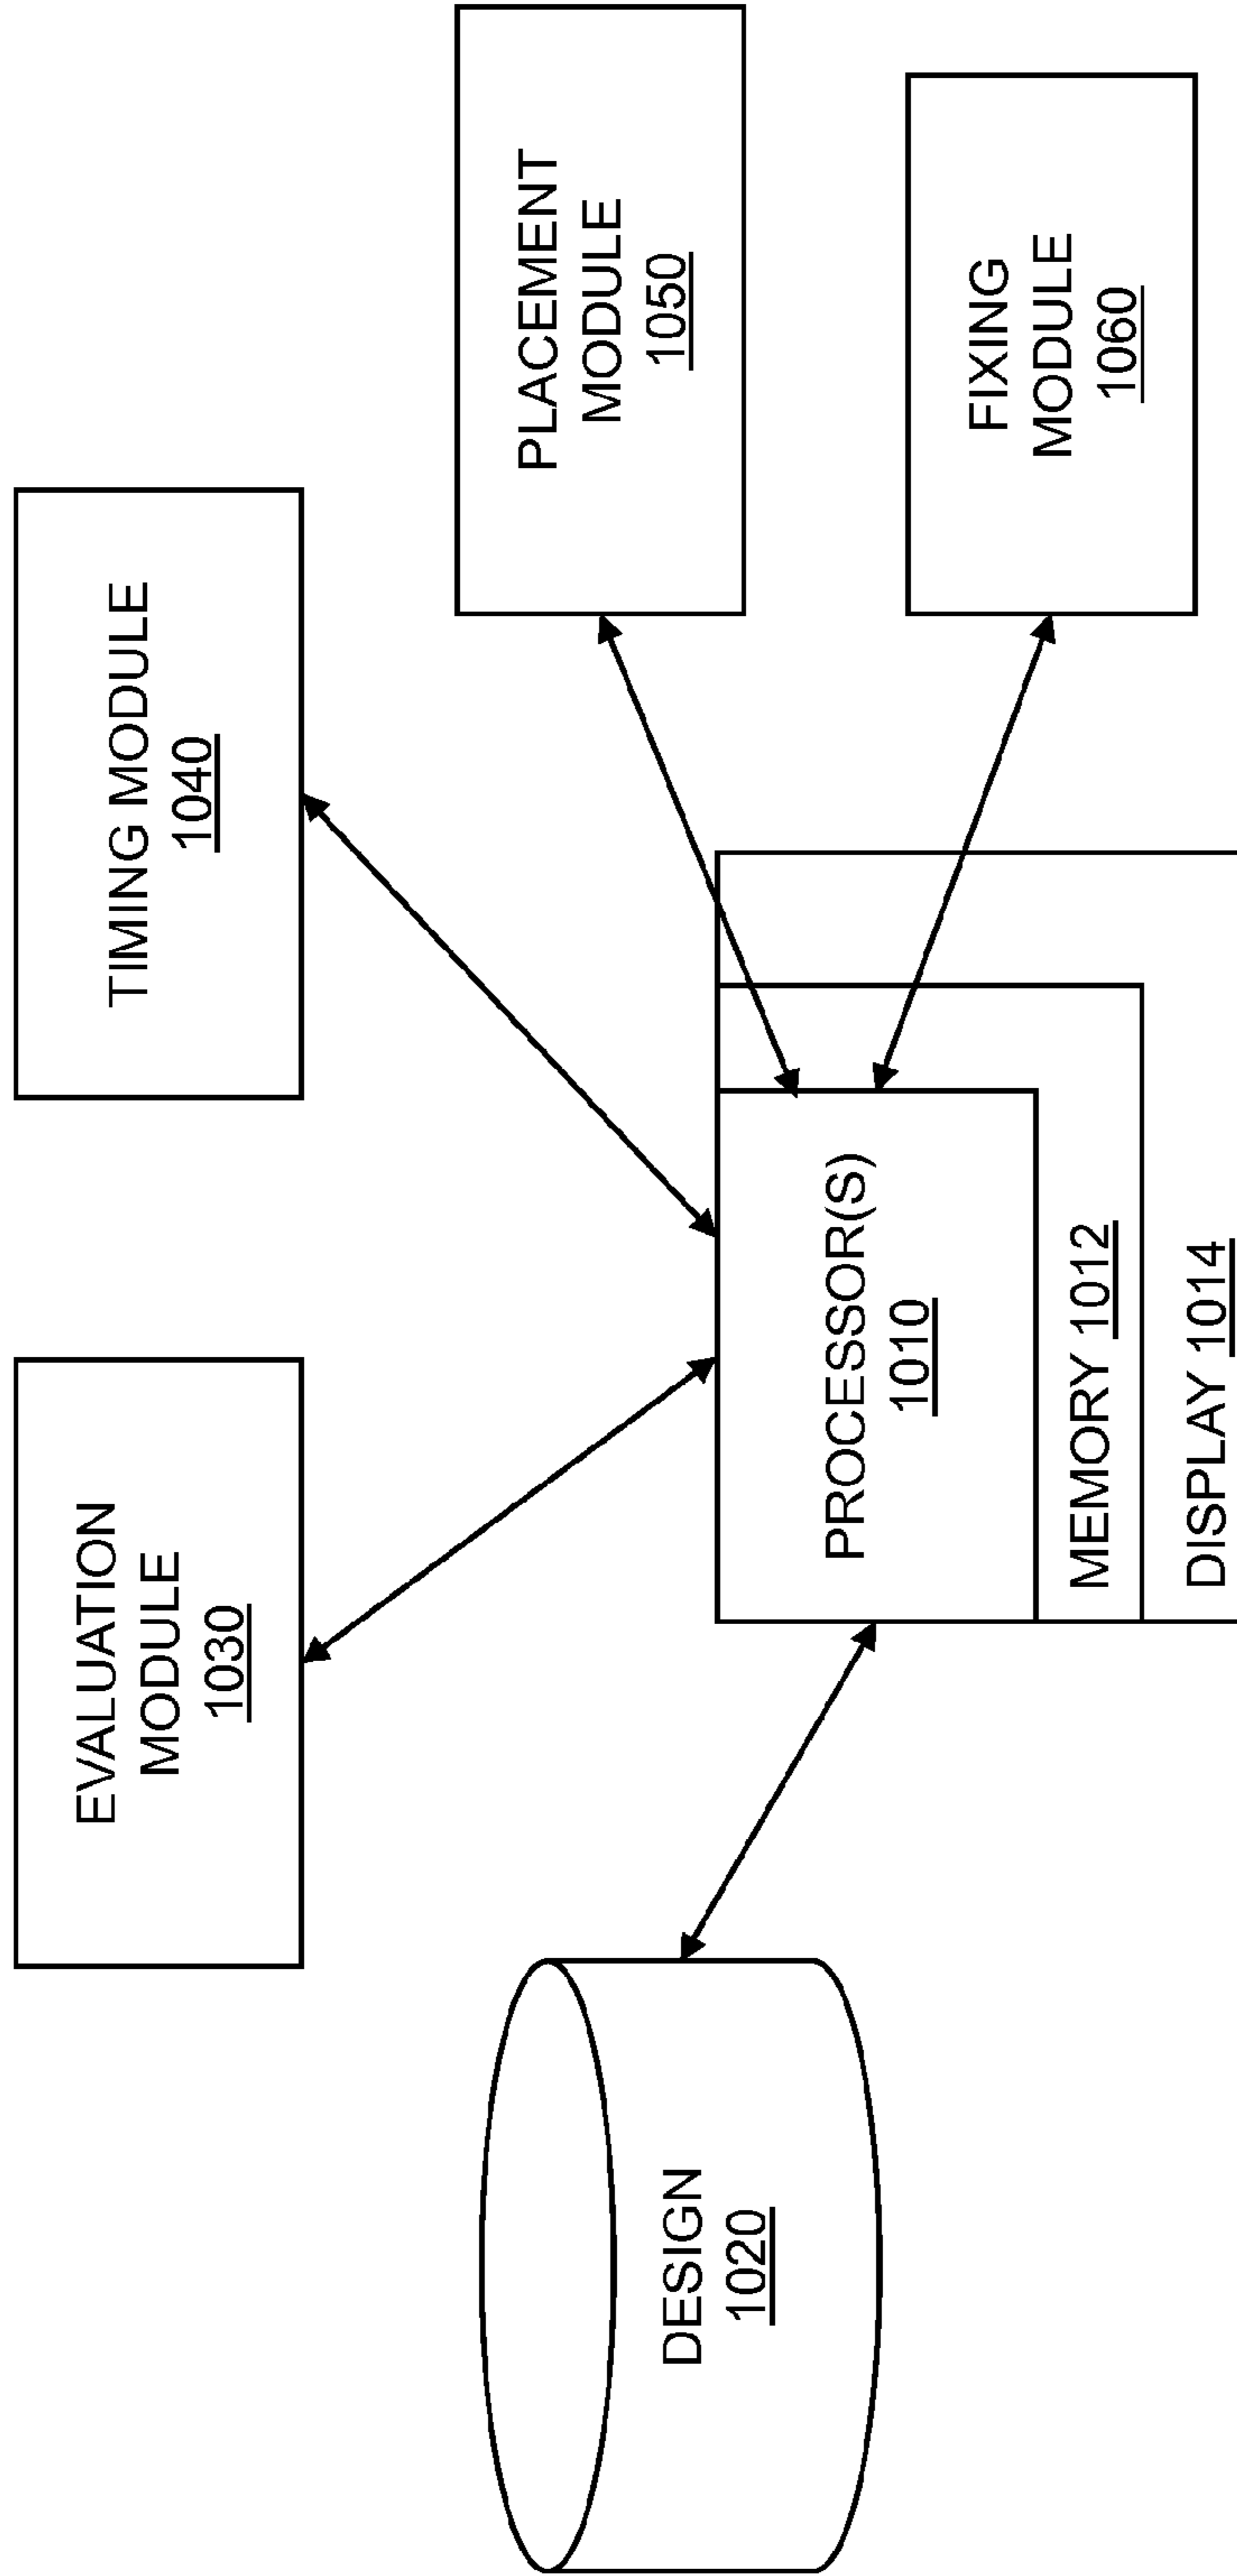 EVALUATION
MODULE
1030
TIMING MODULE
1040
DESIGN
1020
PROCESSOR(S)
1010
MEMORY 1012
DISPLAY 1014
PLACEMENT
MODULE
1050
FIXING
MODULE
1060